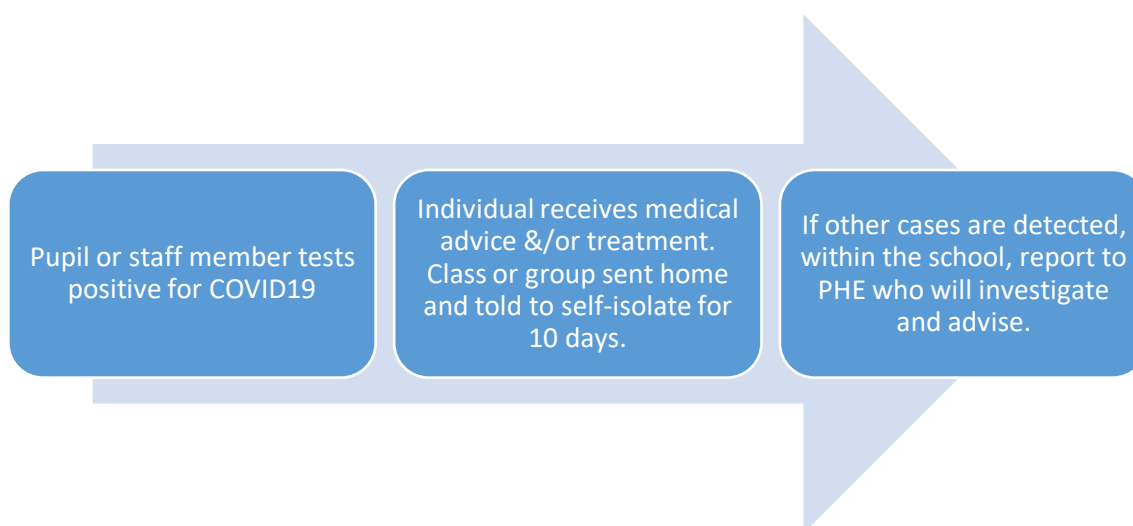 Pupil or staff member tests
positive for COVID19
Individual receives medical
advice &/or treatment.
Class or group sent home
and told to self-isolate for
10 days.
If other cases are detected,
within the school, report to
PHE who will investigate
and advise.